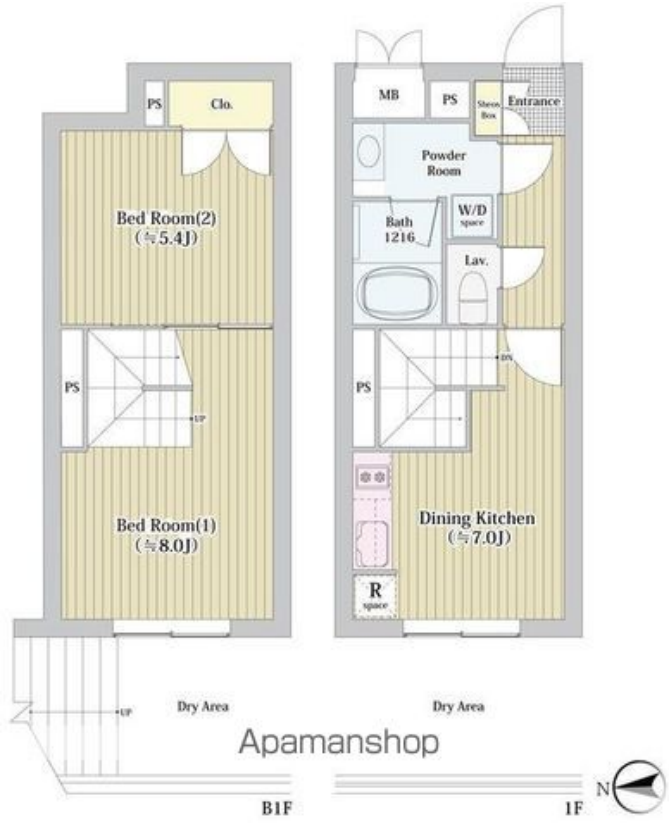 PS
Clo.
Bed Room(2)
(≒5.4J)
PS
UP
Bed Room(1)
(≒8.0J)
UP
Dry Area
B1F
MB
PS
Sheos
Box
Entrance
Powder
Room
W/D
space
Bath
1216
Lav.
DN
PS
Dining Kitchen
(≒7.0J)
R
space
Dry Area
Apamanshop
1F
N